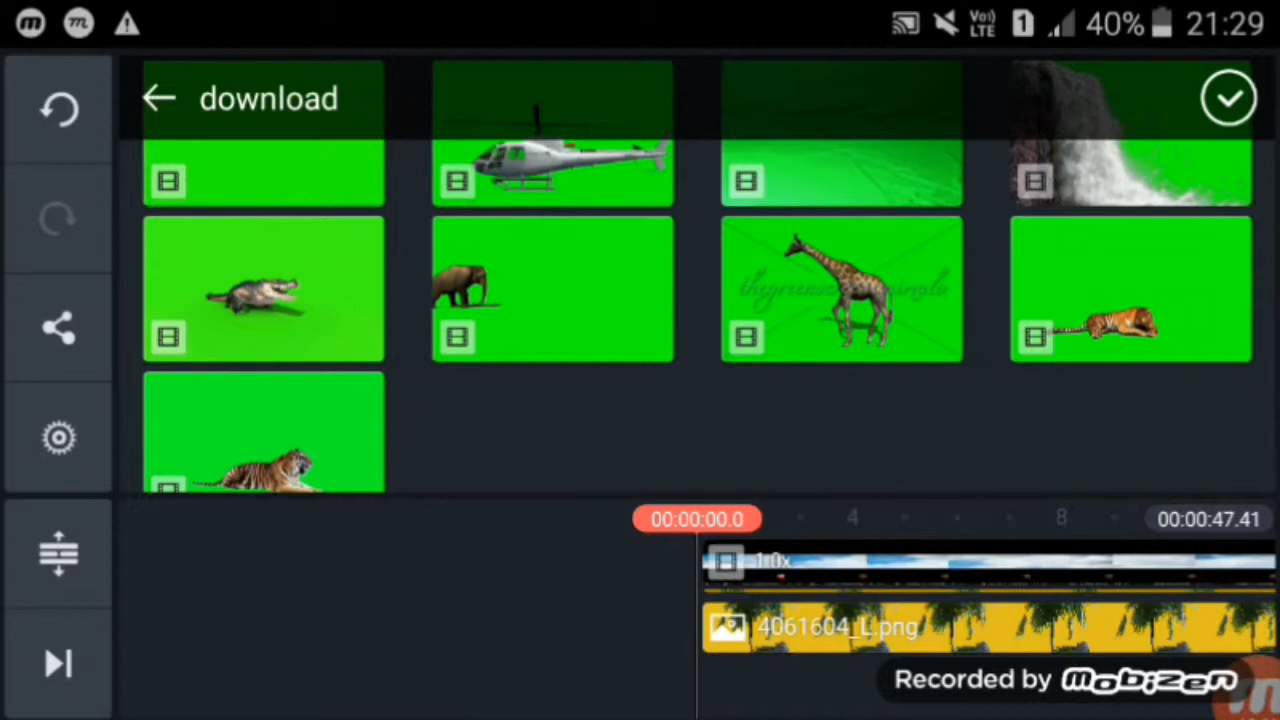 Vo)) LTE 1 40% 21:29
download
thegreenscreenanimals
00:00:00.0 4 8 00:00:47.41
1.0x
4061604_L.png
Recorded by mobizen